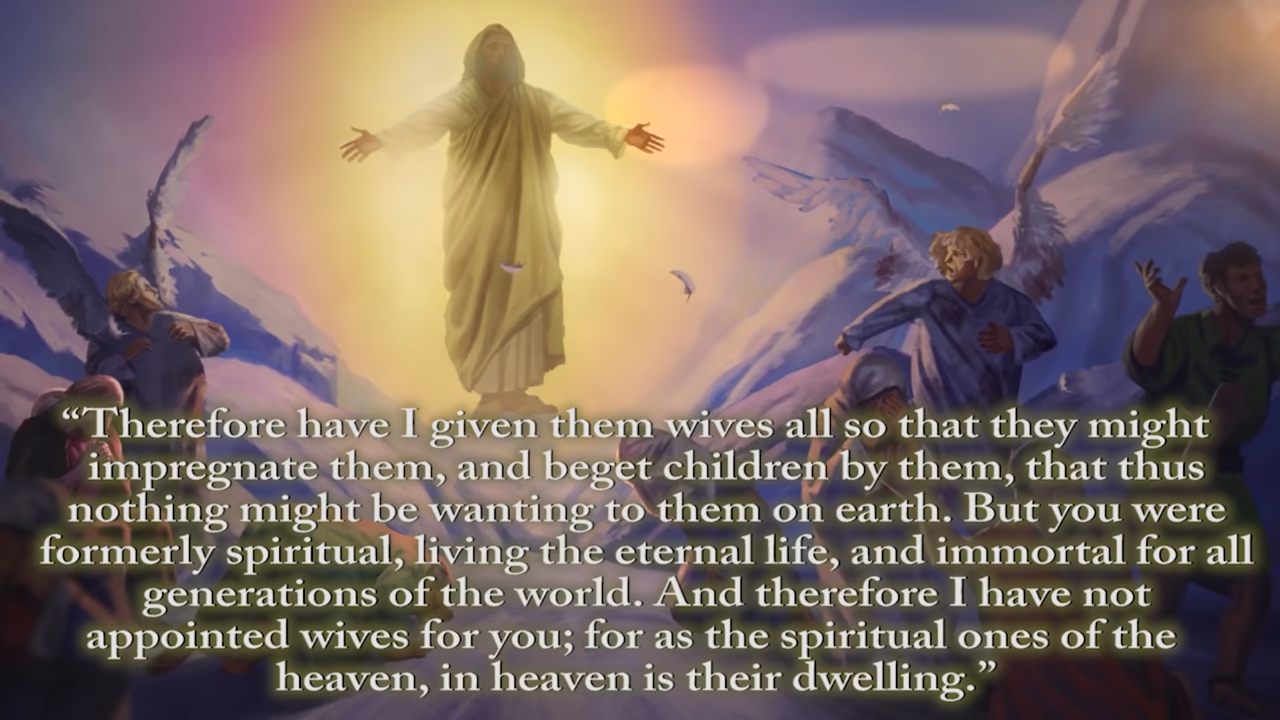 “Therefore have I given them wives all so that they might
impregnate them, and beget children by them, that thus
nothing might be wanting to them on earth. But you were
formerly spiritual, living the eternal life, and immortal for all
generations of the world. And therefore I have not
appointed wives for you; for as the spiritual ones of the
heaven, in heaven is their dwelling.”